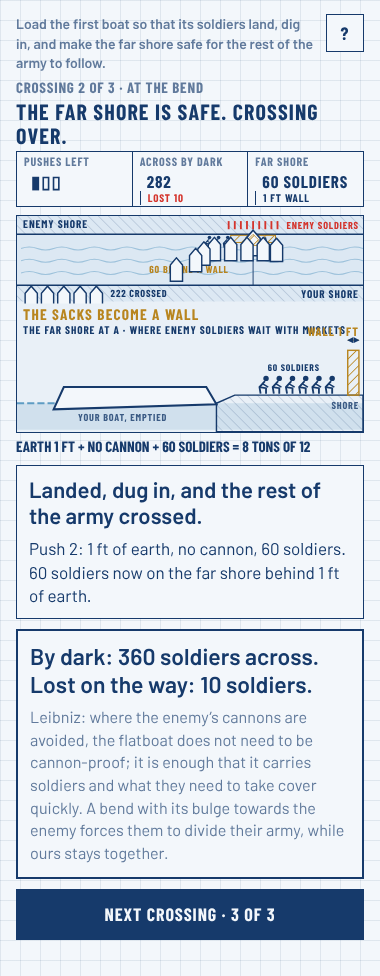 Load the first boat so that its soldiers land, dig
in, and make the far shore safe for the rest of the
army to follow.
?
CROSSING 2 OF 3 · AT THE BEND
THE FAR SHORE IS SAFE. CROSSING
OVER.
PUSHES LEFT
ACROSS BY DARK
282
LOST 10
FAR SHORE
60 SOLDIERS
1 FT WALL
ENEMY SHORE
ENEMY SOLDIERS
60 B
WALL
222 CROSSED
YOUR SHORE
THE SACKS BECOME A WALL
THE FAR SHORE AT A · WHERE ENEMY SOLDIERS WAIT WITH MUSKETS
WALL 1 FT
60 SOLDIERS
SHORE
YOUR BOAT, EMPTIED
EARTH 1 FT + NO CANNON + 60 SOLDIERS = 8 TONS OF 12
Landed, dug in, and the rest of
the army crossed.
Push 2: 1 ft of earth, no cannon, 60 soldiers.
60 soldiers now on the far shore behind 1 ft
of earth.
By dark: 360 soldiers across.
Lost on the way: 10 soldiers.
Leibniz: where the enemy's cannons are
avoided, the flatboat does not need to be
cannon-proof; it is enough that it carries
soldiers and what they need to take cover
quickly. A bend with its bulge towards the
enemy forces them to divide their army, while
ours stays together.
NEXT CROSSING · 3 OF 3